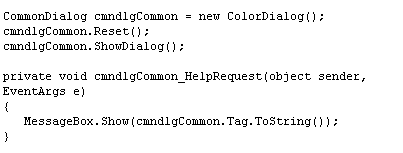 CommonDialog cmndlgCommon = new ColorDialog();
cmndlgCommon.Reset();
cmndlgCommon.ShowDialog();

private void cmndlgCommon_HelpRequest(object sender,
EventArgs e)
{
   MessageBox.Show(cmndlgCommon.Tag.ToString());
}